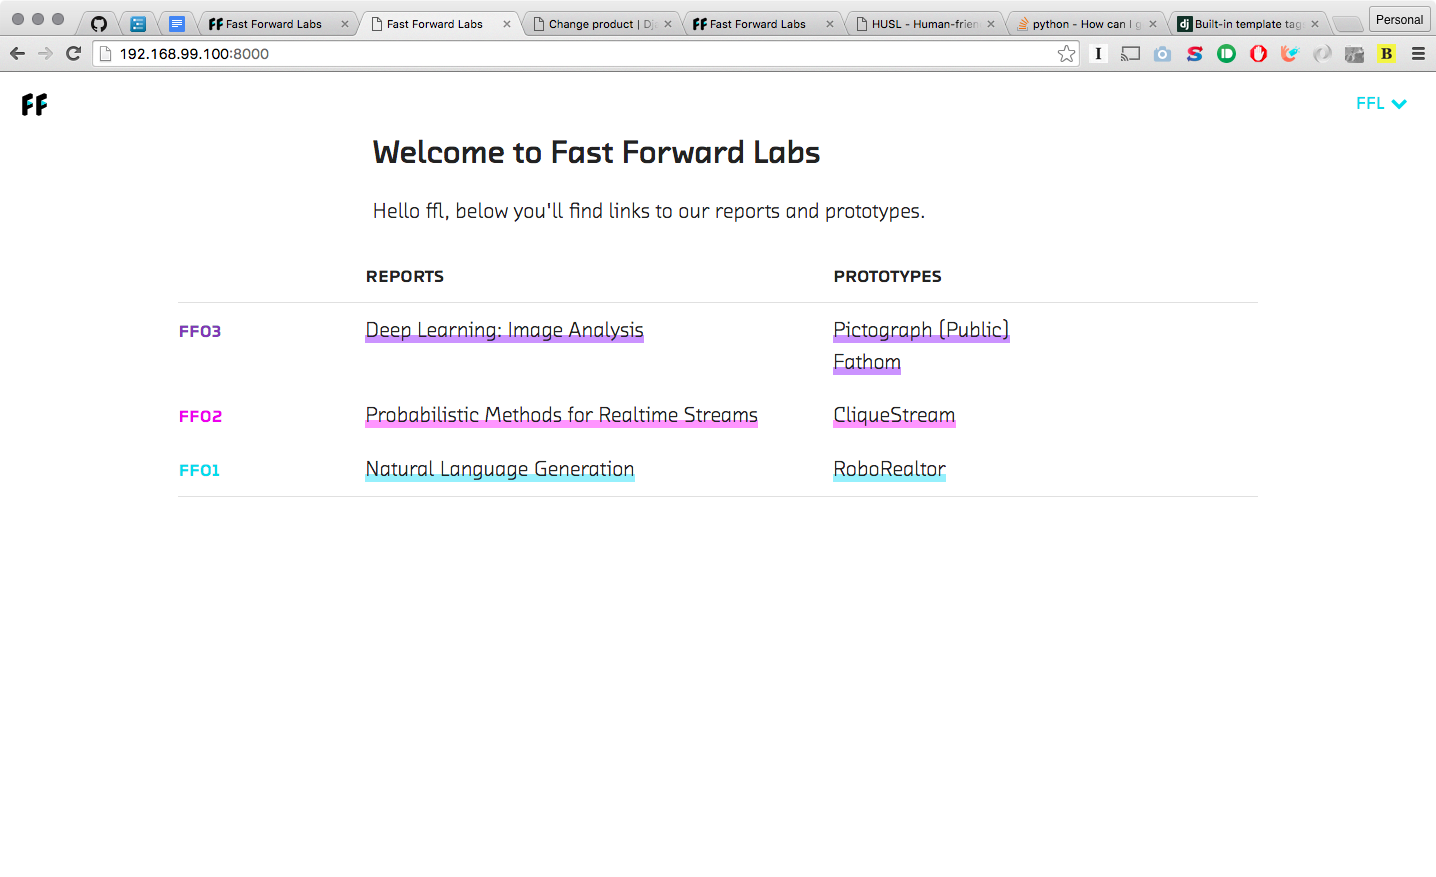 Fast Forward Labs
Fast Forward Labs
Change product | Dj
Fast Forward Labs
HUSL - Human-frien
python - How can I g
dj Built-in template tag
Personal
192.168.99.100:8000
I
S
B
FF
FFL
Welcome to Fast Forward Labs
Hello ffl, below you'll find links to our reports and prototypes.
REPORTS PROTOTYPES
FF03 Deep Learning: Image Analysis Pictograph (Public)
Fathom
FF02 Probabilistic Methods for Realtime Streams CliqueStream
FF01 Natural Language Generation RoboRealtor